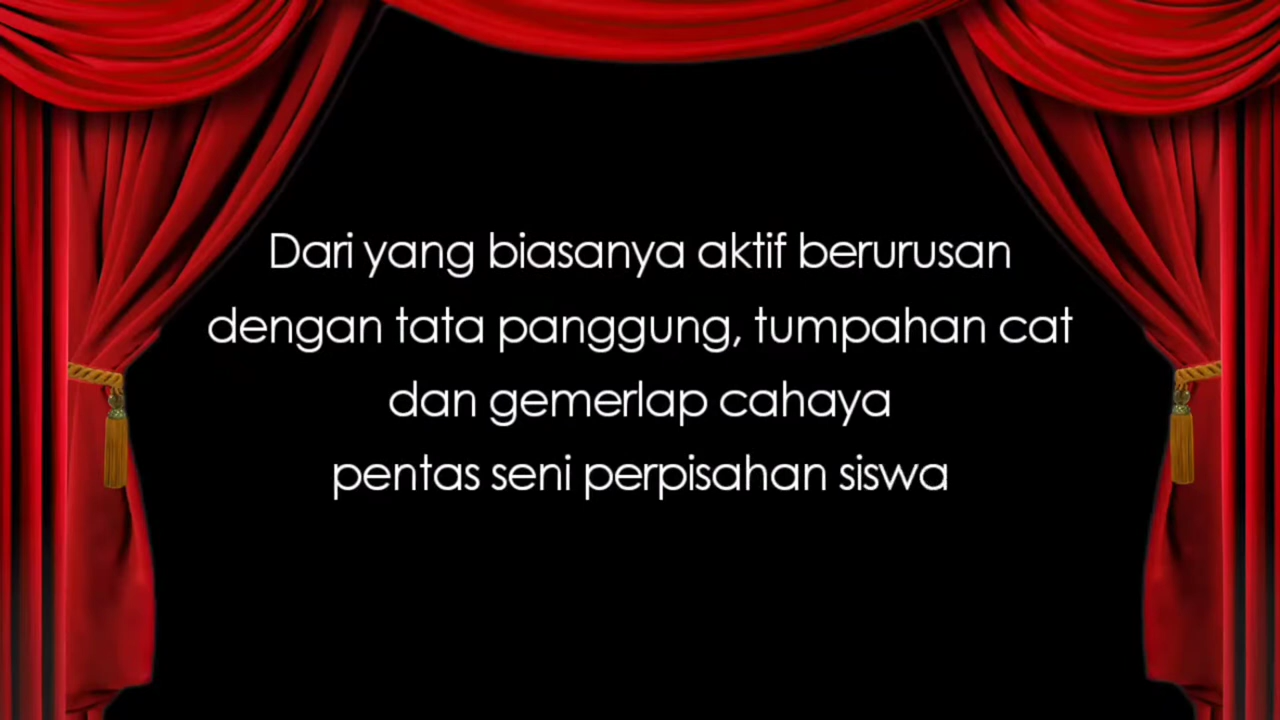 Dari yang biasanya aktif berurusan
dengan tata panggung, tumpahan cat
dan gemerlap cahaya
pentas seni perpisahan siswa